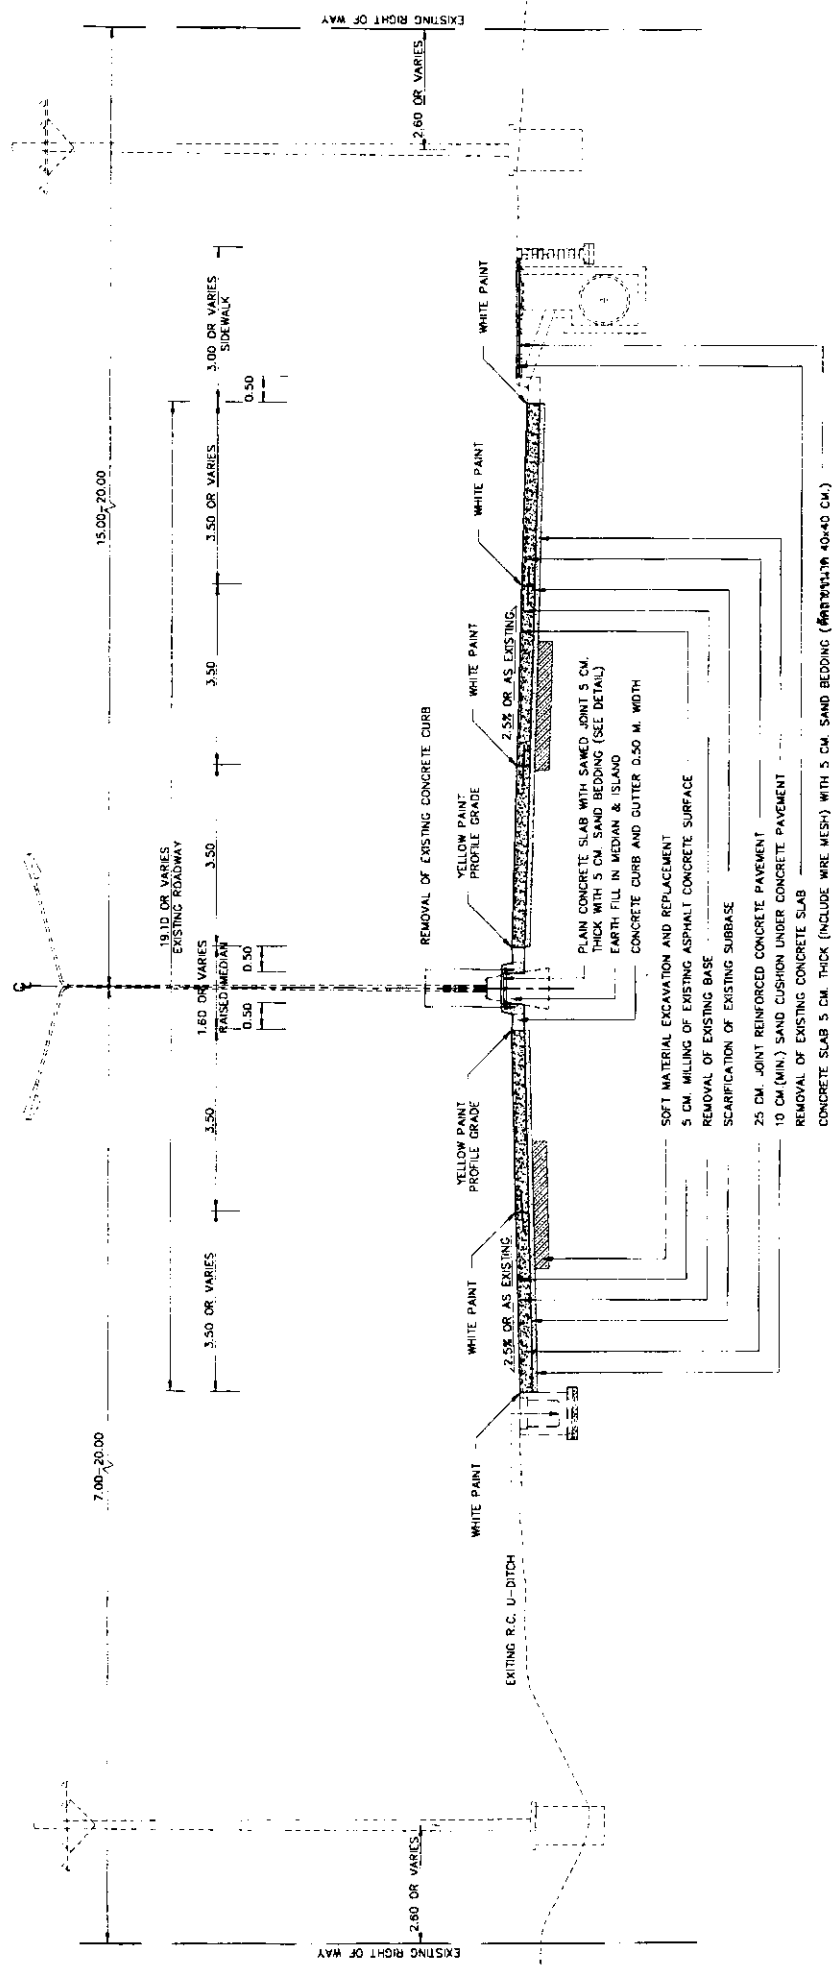 EXISTING RIGHT OF WAY
EXISTING RIGHT OF WAY
7.00-20.00
15.00-20.00
19.10 OR VARIES
EXISTING ROADWAY
1.60 OR VARIES
RAISED MEDIAN
3.50 OR VARIES
3.50
0.50
0.50
3.50
3.50
3.50 OR VARIES
0.50
3.00 OR VARIES
SIDEWALK
2.60 OR VARIES
2.60 OR VARIES
REMOVAL OF EXISTING CONCRETE CURB
EXITING R.C. U-DITCH
WHITE PAINT
WHITE PAINT
YELLOW PAINT
PROFILE GRADE
YELLOW PAINT
PROFILE GRADE
WHITE PAINT
WHITE PAINT
WHITE PAINT
2.5% OR AS EXISTING
2.5% OR AS EXISTING
PLAIN CONCRETE SLAB WITH SAWED JOINT 5 CM.
THICK WITH 5 CM. SAND BEDDING (SEE DETAIL)
EARTH FILL IN MEDIAN & ISLAND
CONCRETE CURB AND GUTTER 0.50 M. WIDTH
SOFT MATERIAL EXCAVATION AND REPLACEMENT
5 CM. MILLING OF EXISTING ASPHALT CONCRETE SURFACE
REMOVAL OF EXISTING BASE
SCARIFICATION OF EXISTING SUBBASE
25 CM. JOINT REINFORCED CONCRETE PAVEMENT
10 CM.(MIN.) SAND CUSHION UNDER CONCRETE PAVEMENT
REMOVAL OF EXISTING CONCRETE SLAB
CONCRETE SLAB 5 CM. THICK (INCLUDE WIRE MESH) WITH 5 CM. SAND BEDDING (40x40 CM.)